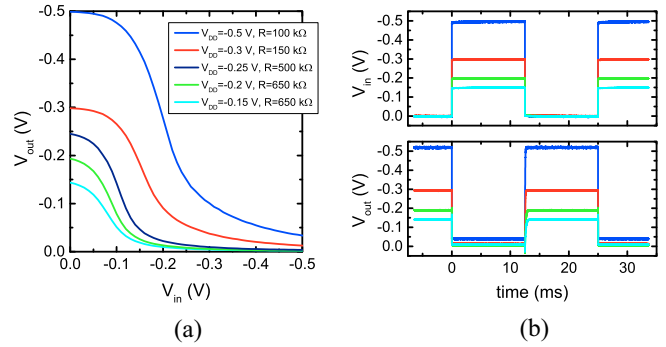 -0.5
-0.4
-0.3
-0.2
-0.1
0.0
V_out (V)
V_DD=-0.5 V, R=100 kΩ
V_DD=-0.3 V, R=150 kΩ
V_DD=-0.25 V, R=500 kΩ
V_DD=-0.2 V, R=650 kΩ
V_DD=-0.15 V, R=650 kΩ
0.0 -0.1 -0.2 -0.3 -0.4 -0.5
V_in (V)
(a)
-0.5
-0.4
-0.3
-0.2
-0.1
0.0
V_in (V)
-0.5
-0.4
-0.3
-0.2
-0.1
0.0
V_out (V)
0 10 20 30
time (ms)
(b)